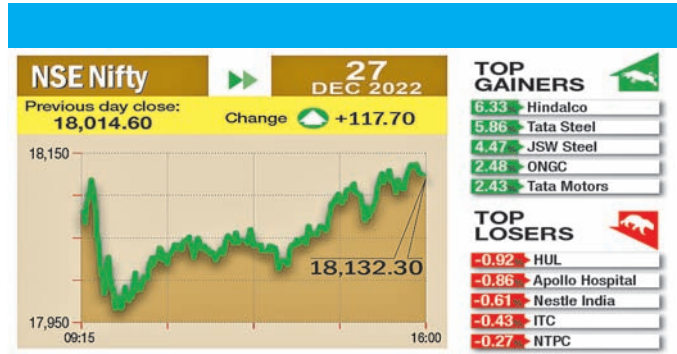 NSE Nifty
27
DEC 2022
Previous day close:
18,014.60
Change +117.70
18,150
18,132.30
17,950
09:15 16:00
TOP
GAINERS
6.33% Hindalco
5.86% Tata Steel
4.47% JSW Steel
2.48% ONGC
2.43% Tata Motors
TOP
LOSERS
-0.92% HUL
-0.86% Apollo Hospital
-0.61% Nestle India
-0.43% ITC
-0.27% NTPC